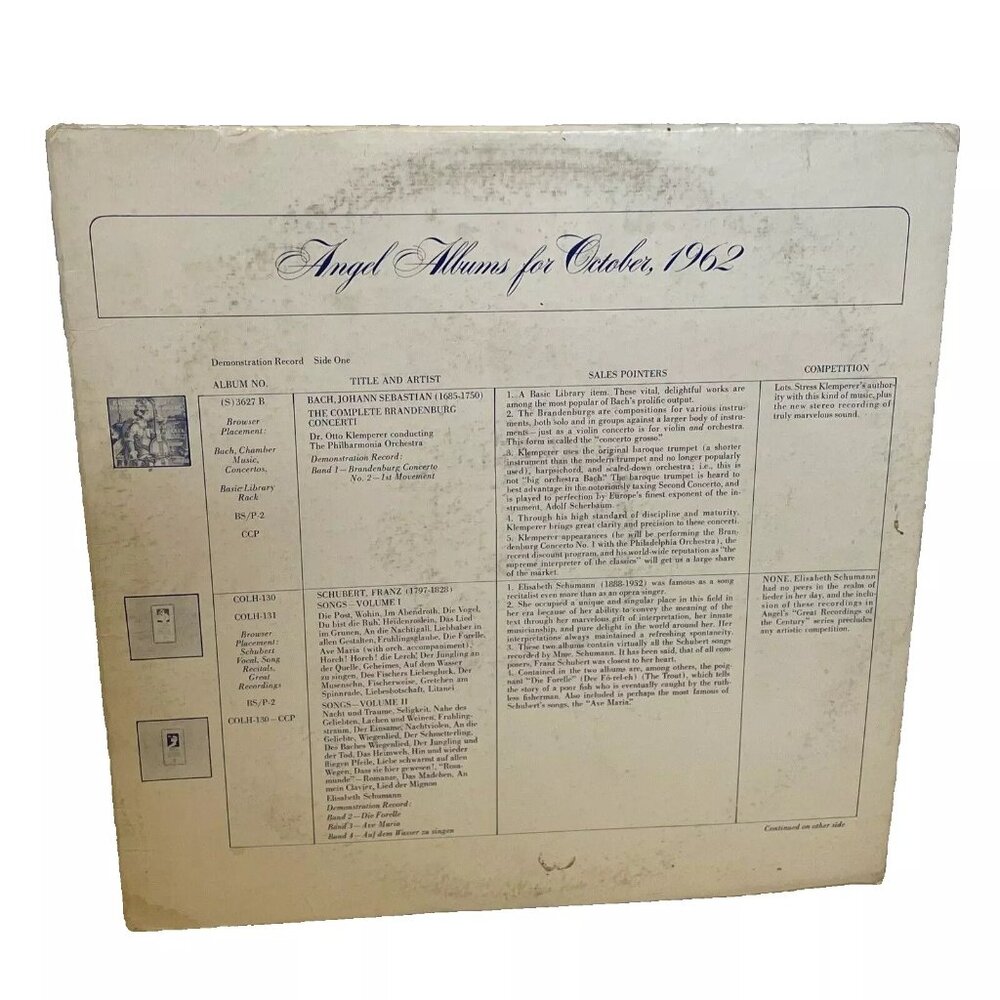 Angel Albums for October, 1962
Demonstration Record Side One
ALBUM NO.
TITLE AND ARTIST
SALES POINTERS
COMPETITION
(S) 3627 B
Browser
Placement:
Bach, Chamber
Music,
Concertos,
Basic Library
Rack
BS/P-2
CCP
BACH, JOHANN SEBASTIAN (1685-1750)
THE COMPLETE BRANDENBURG
CONCERTI
Dr. Otto Klemperer conducting
The Philharmonia Orchestra
Demonstration Record:
Band 1—Brandenburg Concerto
No. 2—1st Movement
1. A Basic Library item. These vital, delightful works are
among the most popular of Bach's prolific output.
2. The Brandenburgs are compositions for various instru-
ments, both solo and in groups against a larger body of instru-
ments—just as a violin concerto is for violin and orchestra.
This form is called the "concerto grosso."
3. Klemperer uses the original baroque trumpet (a shorter
instrument than the modern trumpet and no longer popularly
used), harpsichord, and scaled-down orchestra; i.e., this is
not "big orchestra Bach." The baroque trumpet is heard to
best advantage in the notoriously taxing Second Concerto, and
is played to perfection by Europe's finest exponent of the in-
strument, Adolf Scherbaum.
4. Through his high standard of discipline and maturity,
Klemperer brings great clarity and precision to these concerti.
5. Klemperer appearances (he will be performing the Bran-
denburg Concerto No. 1 with the Philadelphia Orchestra), the
recent discount program, and his world-wide reputation as "the
supreme interpreter of the classics" will get us a large share
of the market.
Lots. Stress Klemperer's author-
ity with this kind of music, plus
the new stereo recording of
truly marvelous sound.
COLH-130
COLH-131
Browser
Placement:
Schubert
Vocal, Song
Recitals,
Great
Recordings
BS/P-2
COLH-130—CCP
SCHUBERT, FRANZ (1797-1828)
SONGS—VOLUME I
Die Post, Wohin, Im Abendroth, Die Vogel,
Du bist die Ruh, Heidenroslein, Das Lied
im Grunen, An die Nachtigall, Liebhaber in
allen Gestalten, Fruhlingsglaube, Die Forelle,
Ave Maria (with orch. accompaniment),
Horch! Horch! die Lerch! Der Jungling an
der Quelle, Geheimes, Auf dem Wasser
zu singen, Des Fischers Liebesgluck, Der
Musensohn, Fischerweise, Gretchen am
Spinnrade, Liebesbotschaft, Litanei
SONGS—VOLUME II
Nacht und Traume, Seligkeit, Nahe des
Geliebten, Lachen und Weinen, Fruhling-
straum, Der Einsame, Nachtviolen, An die
Geliebte, Wiegenlied, Der Schmetterling,
Des Baches Wiegenlied, Der Jungling und
der Tod, Das Heimweh, Hin und wieder
fliegen Pfeile, Liebe schwarmt auf allen
Wegen, Dass sie hier gewesen!, "Rosa-
munde"—Romanze, Das Madchen, An
mein Clavier, Lied der Mignon
Elisabeth Schumann
Demonstration Record:
Band 2—Die Forelle
Band 3—Ave Maria
Band 4—Auf dem Wasser zu singen
1. Elisabeth Schumann (1888-1952) was famous as a song
recitalist even more than as an opera singer.
2. She occupied a unique and singular place in this field in
her era because of her ability to convey the meaning of the
text through her marvelous gift of interpretation, her innate
musicianship, and pure delight in the world around her. Her
interpretations always maintained a refreshing spontaneity.
3. These two albums contain virtually all the Schubert songs
recorded by Mme. Schumann. It has been said, that of all com-
posers, Franz Schubert was closest to her heart.
4. Contained in the two albums are, among others, the poig-
nant "Die Forelle" (Dee Fo-rel-eh) (The Trout), which tells
the story of a poor fish who is eventually caught by the ruth-
less fisherman. Also included is perhaps the most famous of
Schubert's songs, the "Ave Maria."
NONE. Elisabeth Schumann
had no peers in the realm of
lieder in her day, and the inclu-
sion of these recordings in
Angel's "Great Recordings of
the Century" series precludes
any artistic competition.
Continued on other side